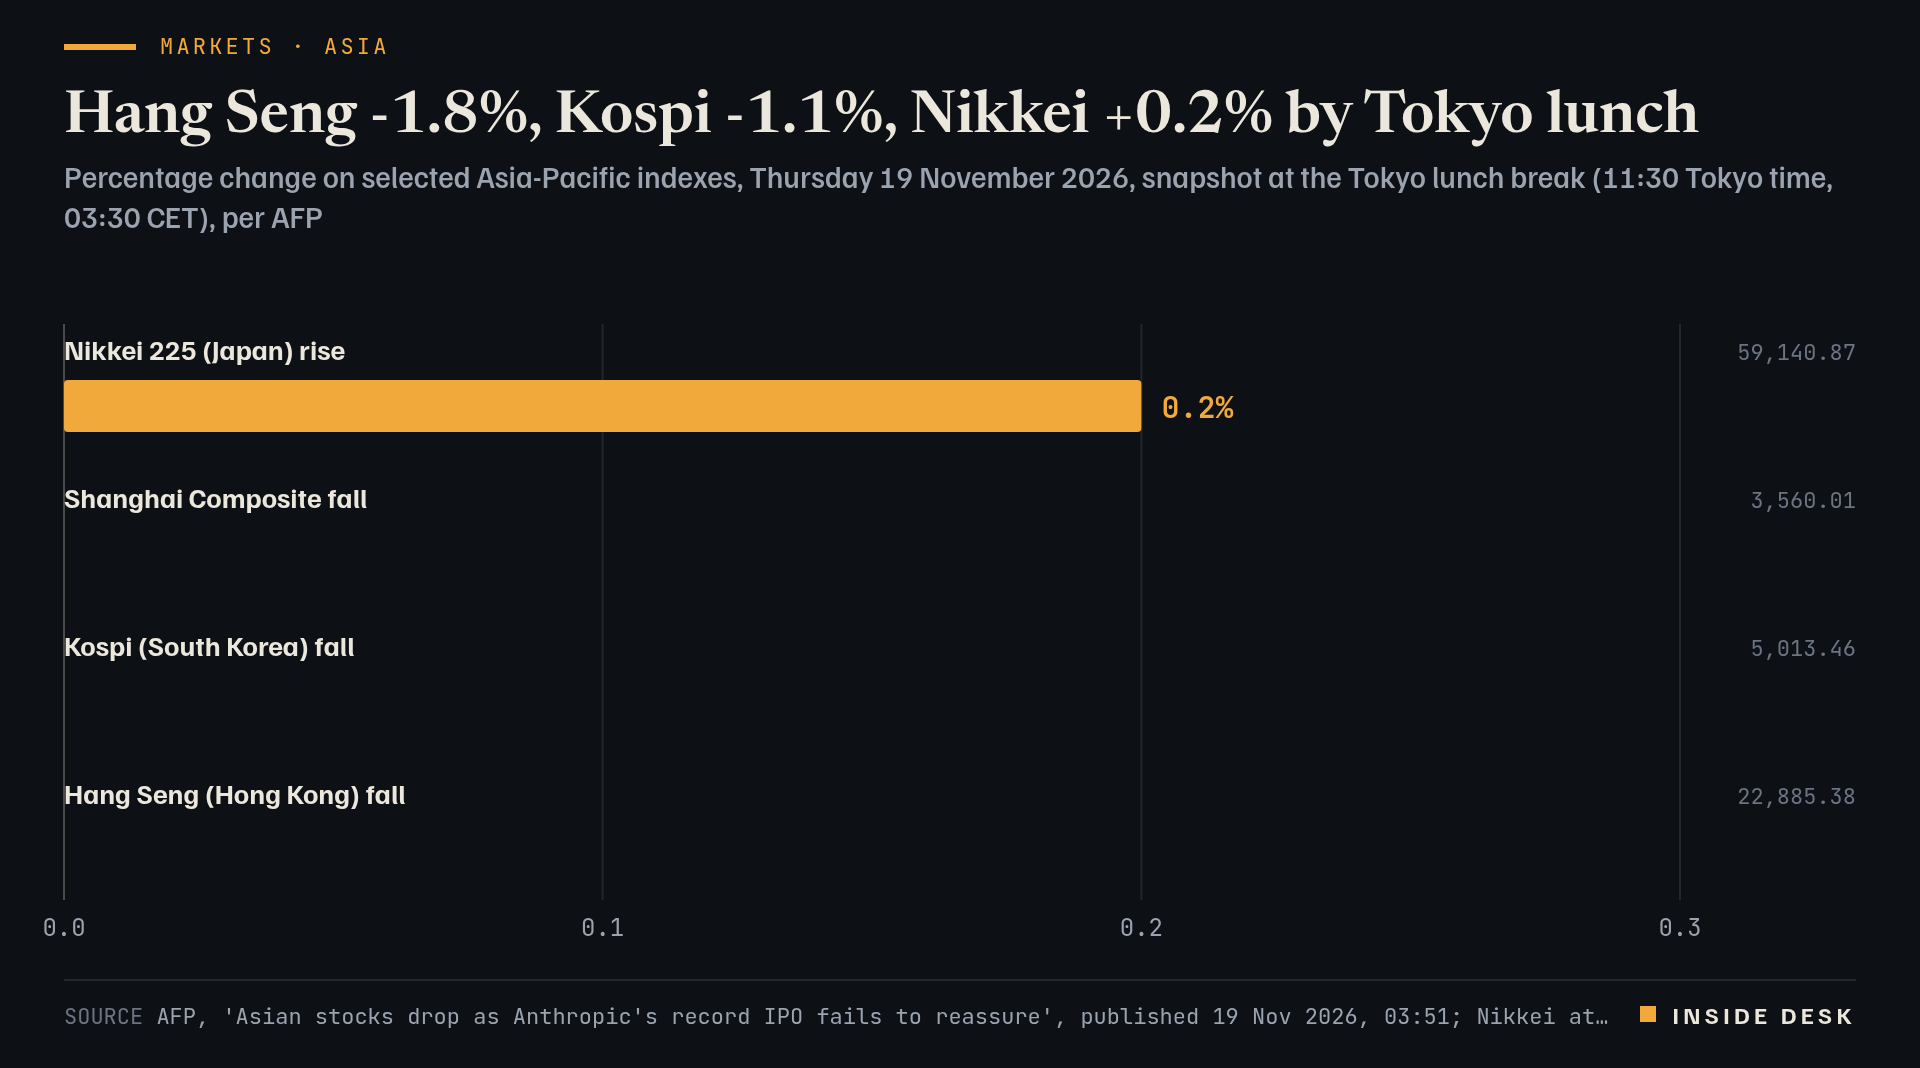 MARKETS · ASIA
Hang Seng -1.8%, Kospi -1.1%, Nikkei +0.2% by Tokyo lunch
Percentage change on selected Asia-Pacific indexes, Thursday 19 November 2026, snapshot at the Tokyo lunch break (11:30 Tokyo time,
03:30 CET), per AFP
Nikkei 225 (Japan) rise 59,140.87
0.2%
Shanghai Composite fall 3,560.01
Kospi (South Korea) fall 5,013.46
Hang Seng (Hong Kong) fall 22,885.38
0.0 0.1 0.2 0.3
SOURCE AFP, 'Asian stocks drop as Anthropic's record IPO fails to reassure', published 19 Nov 2026, 03:51; Nikkei at… INSIDE DESK